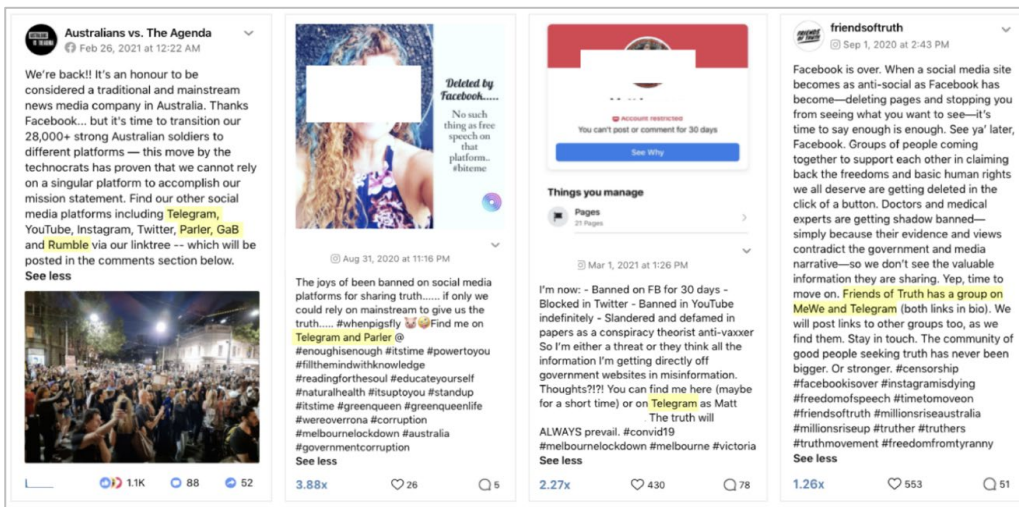 Australians vs. The Agenda
Feb 26, 2021 at 12:22 AM
We're back!! It's an honour to be
considered a traditional and mainstream
news media company in Australia. Thanks
Facebook... but it's time to transition our
28,000+ strong Australian soldiers to
different platforms — this move by the
technocrats has proven that we cannot rely
on a singular platform to accomplish our
mission statement. Find our other social
media platforms including Telegram,
YouTube, Instagram, Twitter, Parler, GaB
and Rumble via our linktree -- which will be
posted in the comments section below.
See less
1.1K
88
52
Deleted by
Facebook.....
No such
thing as free
speech on
that
platform..
#biteme
Aug 31, 2020 at 11:16 PM
The joys of been banned on social media
platforms for sharing truth...... if only we
could rely on mainstream to give us the
truth..... #whenpigsfly 🐷🤪Find me on
Telegram and Parler @
#enoughisenough #itstime #powertoyou
#fillthemindwithknowledge
#readingforthesoul #educateyourself
#naturalhealth #itsuptoyou #standup
#itstime #greenqueen #greenqueenlife
#wereoverrona #corruption
#melbournelockdown #australia
#governmentcorruption
See less
3.88x
26
5
Account restricted
You can't post or comment for 30 days
See Why
Things you manage
Pages
21 Pages
Mar 1, 2021 at 1:26 PM
I'm now: - Banned on FB for 30 days -
Blocked in Twitter - Banned in YouTube
indefinitely - Slandered and defamed in
papers as a conspiracy theorist anti-vaxxer
So I'm either a threat or they think all the
information I'm getting directly off
government websites in misinformation.
Thoughts?!?! You can find me here (maybe
for a short time) or on Telegram as Matt
The truth will
ALWAYS prevail. #convid19
#melbournelockdown #melbourne #victoria
See less
2.27x
430
78
FRIENDS
OF TRUTH
friendsoftruth
Sep 1, 2020 at 2:43 PM
Facebook is over. When a social media site
becomes as anti-social as Facebook has
become—deleting pages and stopping you
from seeing what you want to see—it's
time to say enough is enough. See ya' later,
Facebook. Groups of people coming
together to support each other in claiming
back the freedoms and basic human rights
we all deserve are getting deleted in the
click of a button. Doctors and medical
experts are getting shadow banned—
simply because their evidence and views
contradict the government and media
narrative—so we don't see the valuable
information they are sharing. Yep, time to
move on. Friends of Truth has a group on
MeWe and Telegram (both links in bio). We
will post links to other groups too, as we
find them. Stay in touch. The community of
good people seeking truth has never been
bigger. Or stronger. #censorship
#facebookisover #instagramisdying
#freedomofspeech #timetomoveon
#friendsoftruth #millionsriseaustralia
#millionsriseup #truther #truthers
#truthmovement #freedomfromtyranny
See less
1.26x
553
51